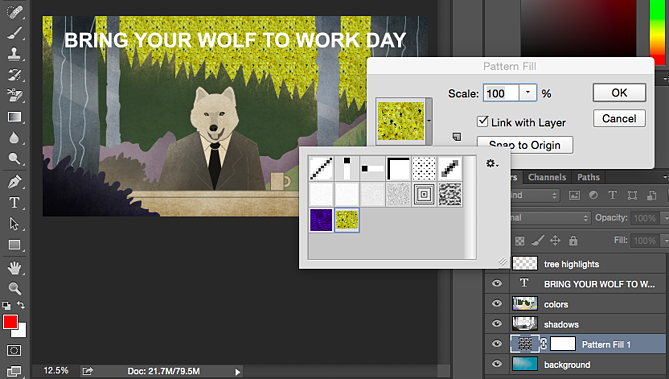 BRING YOUR WOLF TO WORK DAY
Pattern Fill
Scale: 100 %
OK
Link with Layer
Cancel
Snap to Origin
Channels Paths
Opacity: 100%
Fill: 100%
tree highlights
T BRING YOUR WOLF TO W...
colors
shadows
Pattern Fill 1
background
12.5% Doc: 21.7M/79.5M